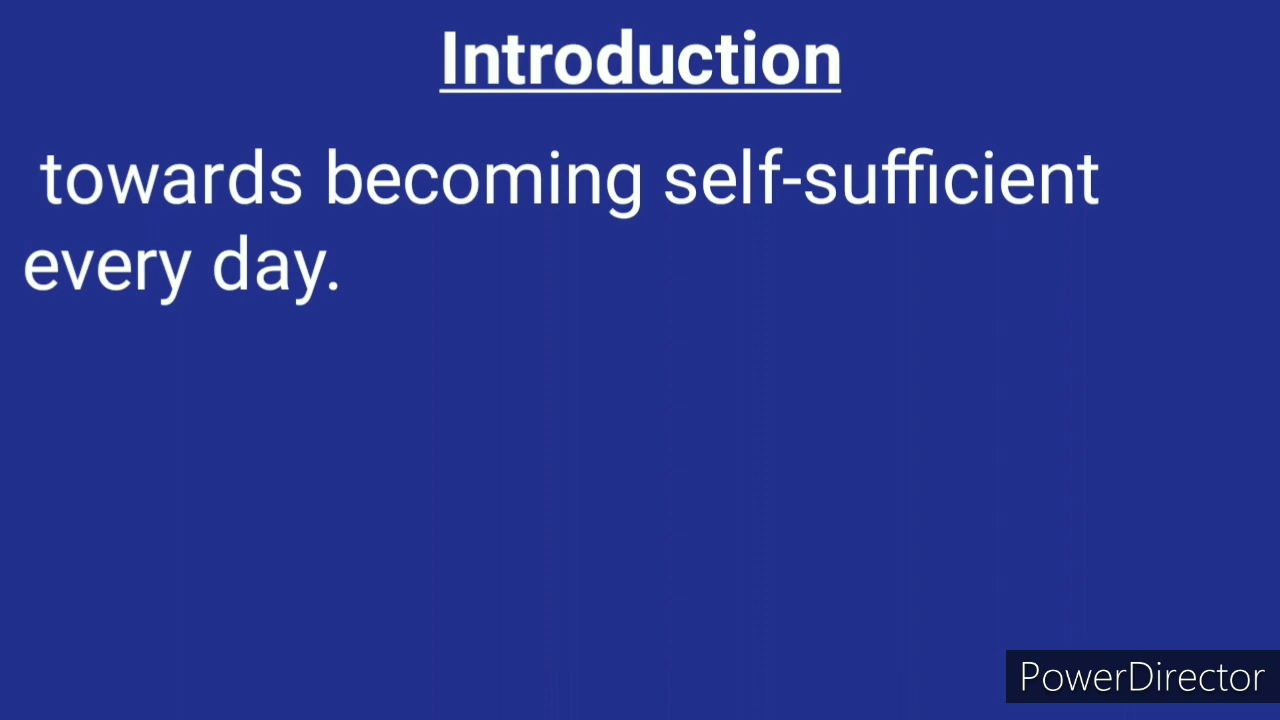 Introduction
towards becoming self-sufficient
every day.
PowerDirector